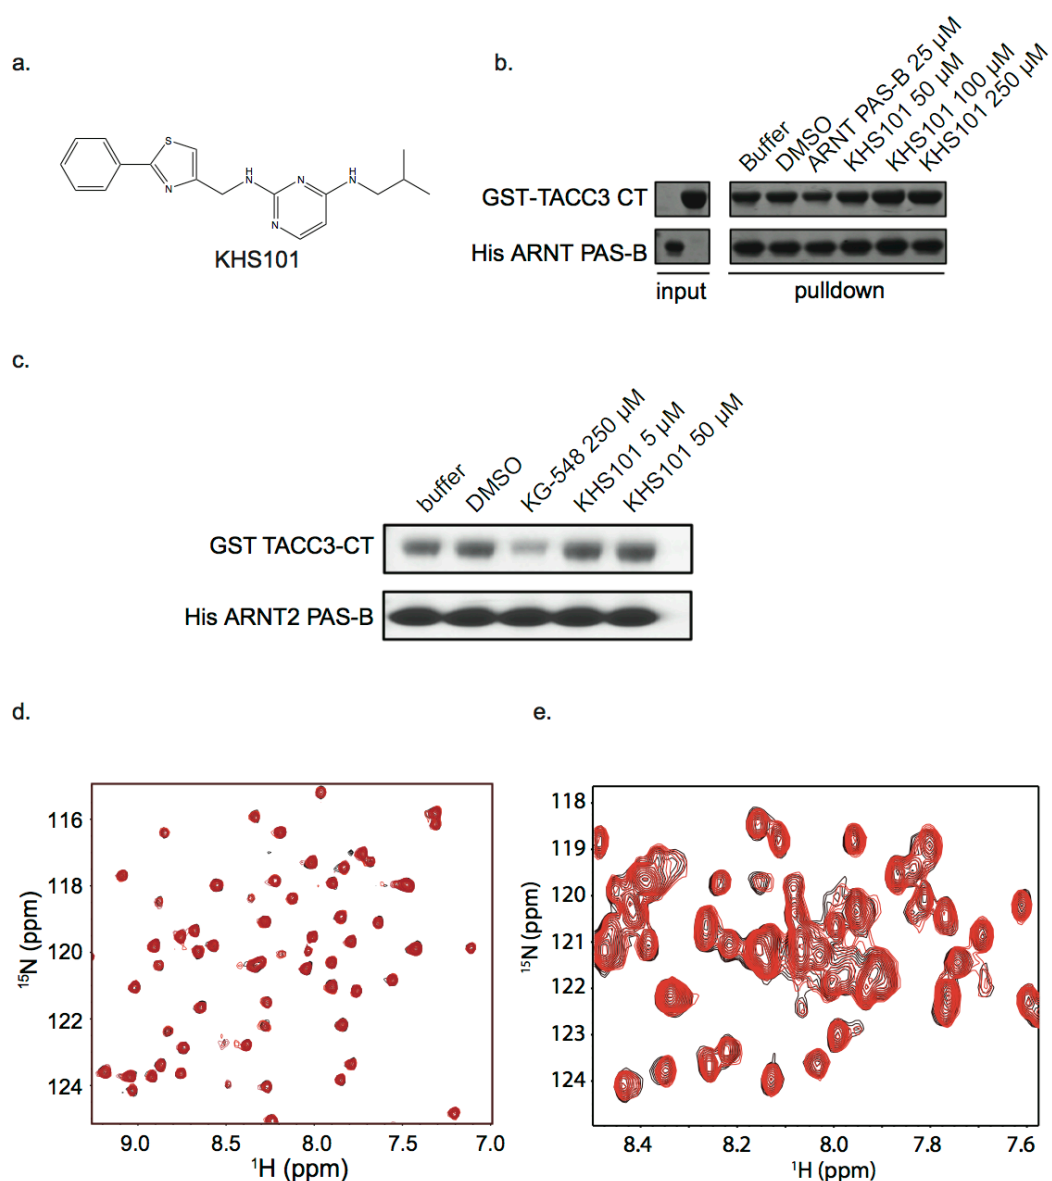 a.
S
N
H
N
N
N
H
N
KHS101
b.
Buffer
DMSO
ARNT PAS-B 25 µM
KHS101 50 µM
KHS101 100 µM
KHS101 250 µM
GST-TACC3 CT
His ARNT PAS-B
input
pulldown
c.
buffer
DMSO
KG-548 250 µM
KHS101 5 µM
KHS101 50 µM
GST TACC3-CT
His ARNT2 PAS-B
d.
116
118
120
122
124
15N (ppm)
9.0 8.5 8.0 7.5 7.0
1H (ppm)
e.
118
119
120
121
122
123
124
15N (ppm)
8.4 8.2 8.0 7.8 7.6
1H (ppm)